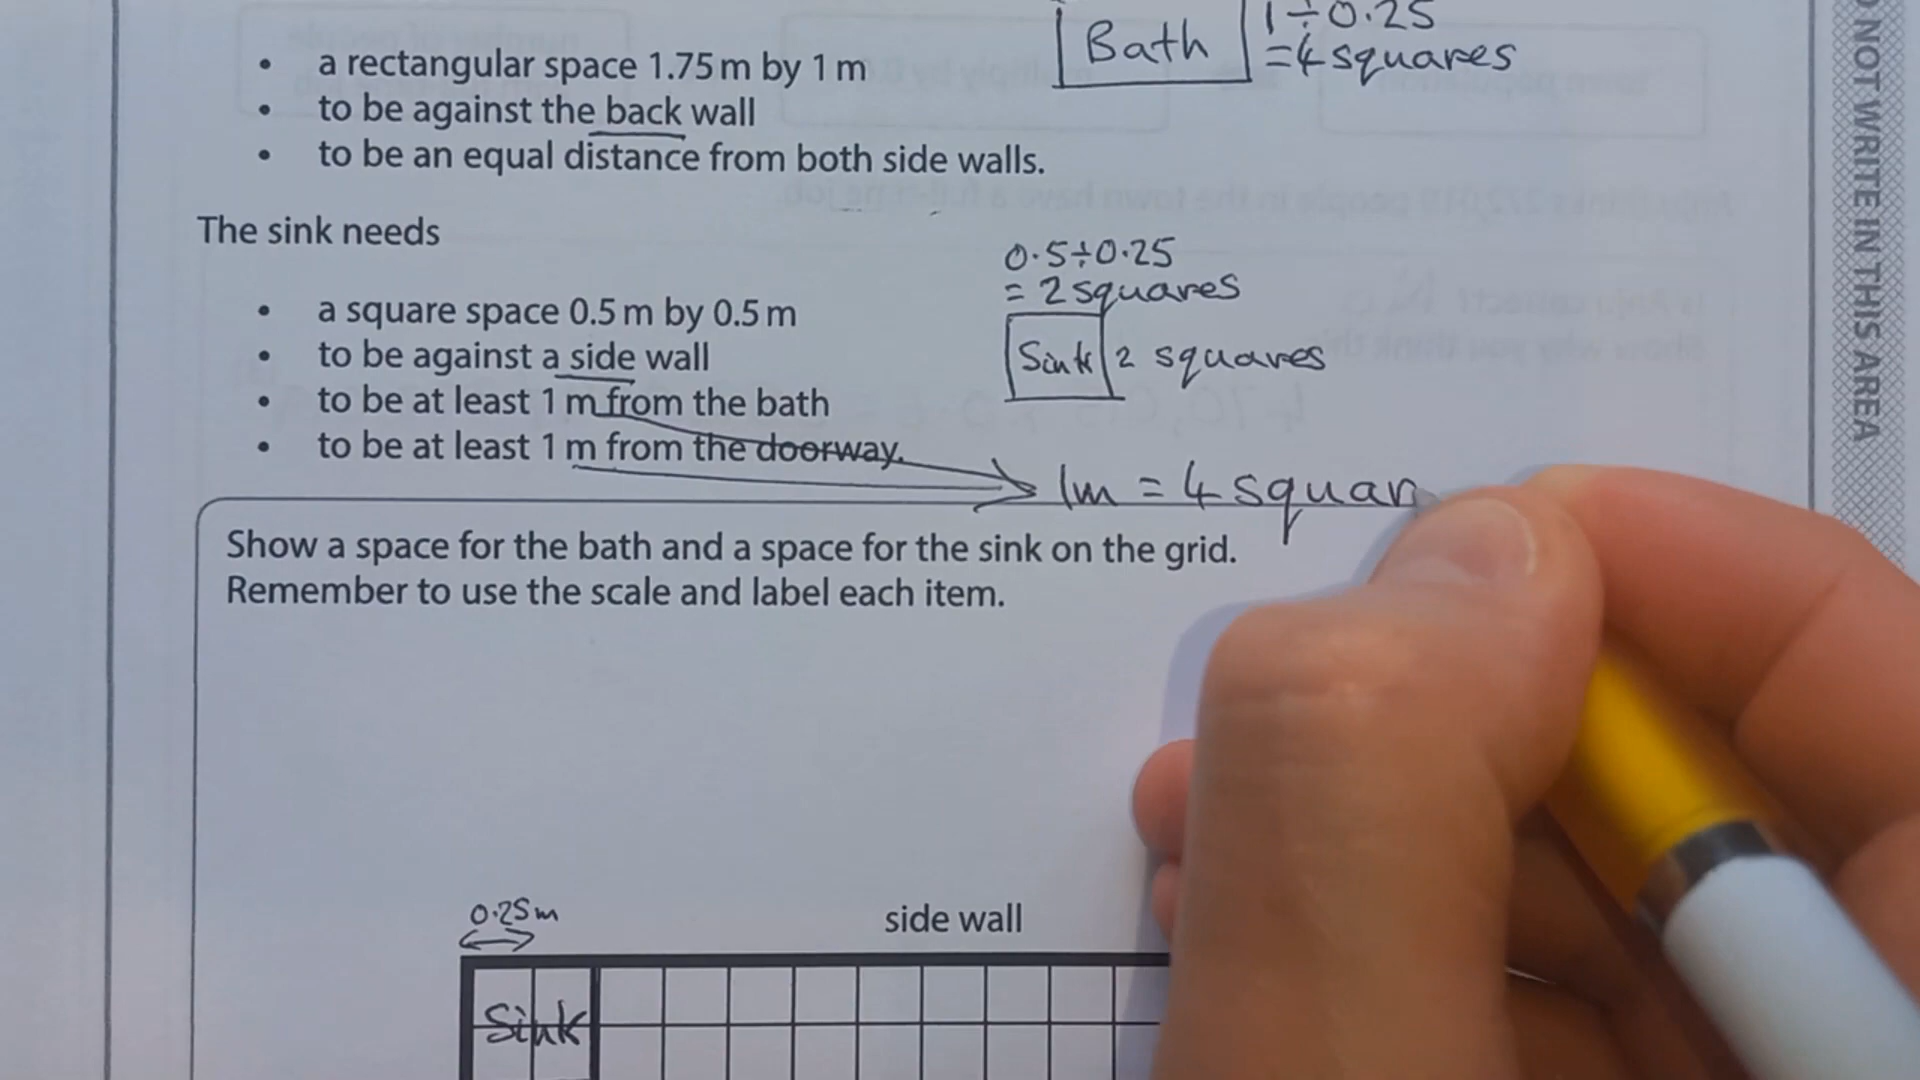 Bath 1÷0.25
=4 squares
• a rectangular space 1.75 m by 1 m
• to be against the back wall
• to be an equal distance from both side walls.
The sink needs
0.5÷0.25
= 2 squares
• a square space 0.5 m by 0.5 m
Sink 2 squares
• to be against a side wall
• to be at least 1 m from the bath
• to be at least 1 m from the doorway.
1m = 4 squar
Show a space for the bath and a space for the sink on the grid.
Remember to use the scale and label each item.
0.25m
side wall
Sink
NOT WRITE IN THIS AREA